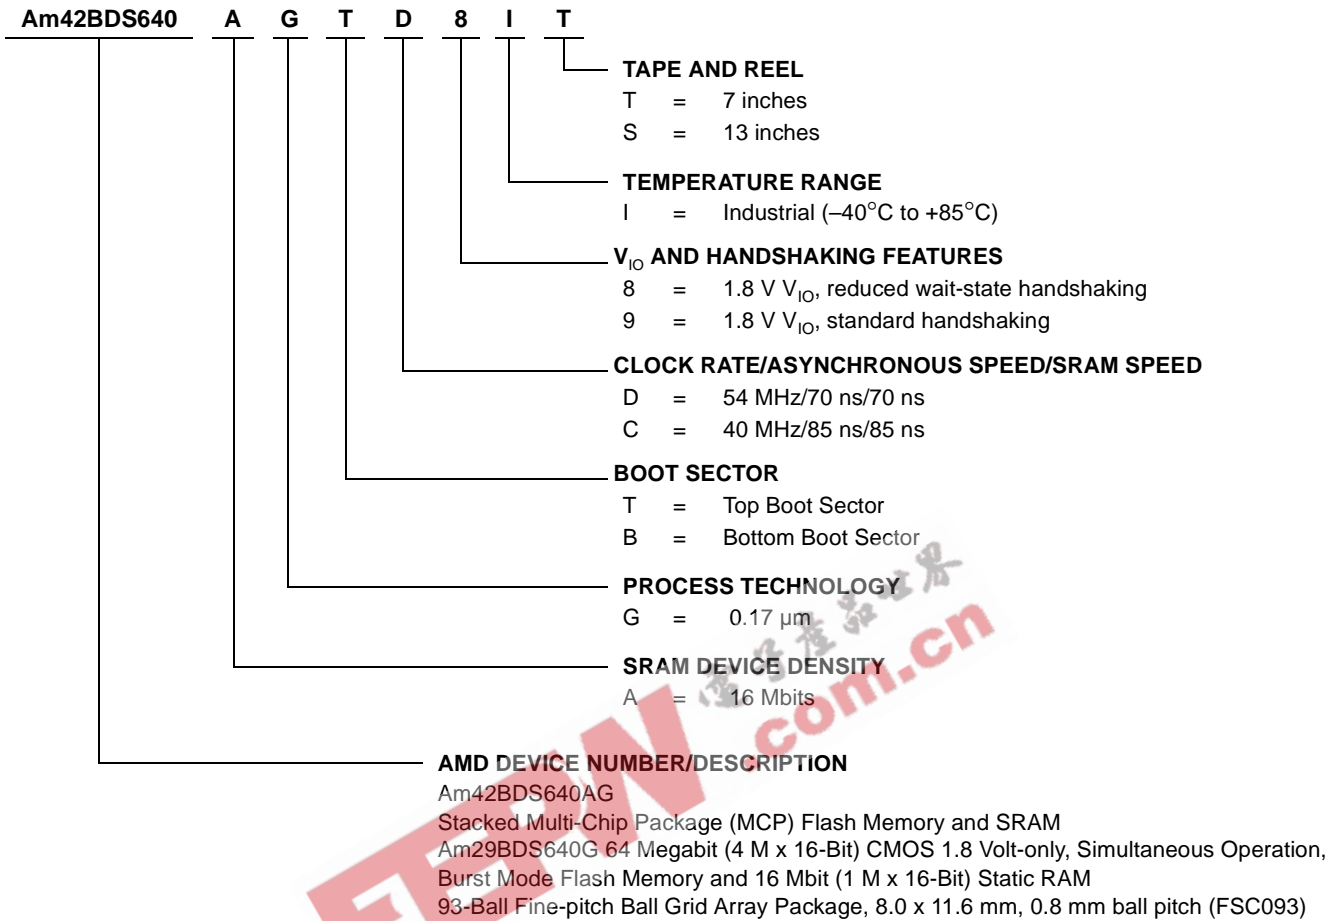 Am42BDS640 A G T D 8 I T
TAPE AND REEL
T = 7 inches
S = 13 inches
TEMPERATURE RANGE
I = Industrial (–40°C to +85°C)
V_IO AND HANDSHAKING FEATURES
8 = 1.8 V V_IO, reduced wait-state handshaking
9 = 1.8 V V_IO, standard handshaking
CLOCK RATE/ASYNCHRONOUS SPEED/SRAM SPEED
D = 54 MHz/70 ns/70 ns
C = 40 MHz/85 ns/85 ns
BOOT SECTOR
T = Top Boot Sector
B = Bottom Boot Sector
PROCESS TECHNOLOGY
G = 0.17 µm
SRAM DEVICE DENSITY
A = 16 Mbits
.com.cn
AMD DEVICE NUMBER/DESCRIPTION
Am42BDS640AG
Stacked Multi-Chip Package (MCP) Flash Memory and SRAM
Am29BDS640G 64 Megabit (4 M x 16-Bit) CMOS 1.8 Volt-only, Simultaneous Operation,
Burst Mode Flash Memory and 16 Mbit (1 M x 16-Bit) Static RAM
93-Ball Fine-pitch Ball Grid Array Package, 8.0 x 11.6 mm, 0.8 mm ball pitch (FSC093)